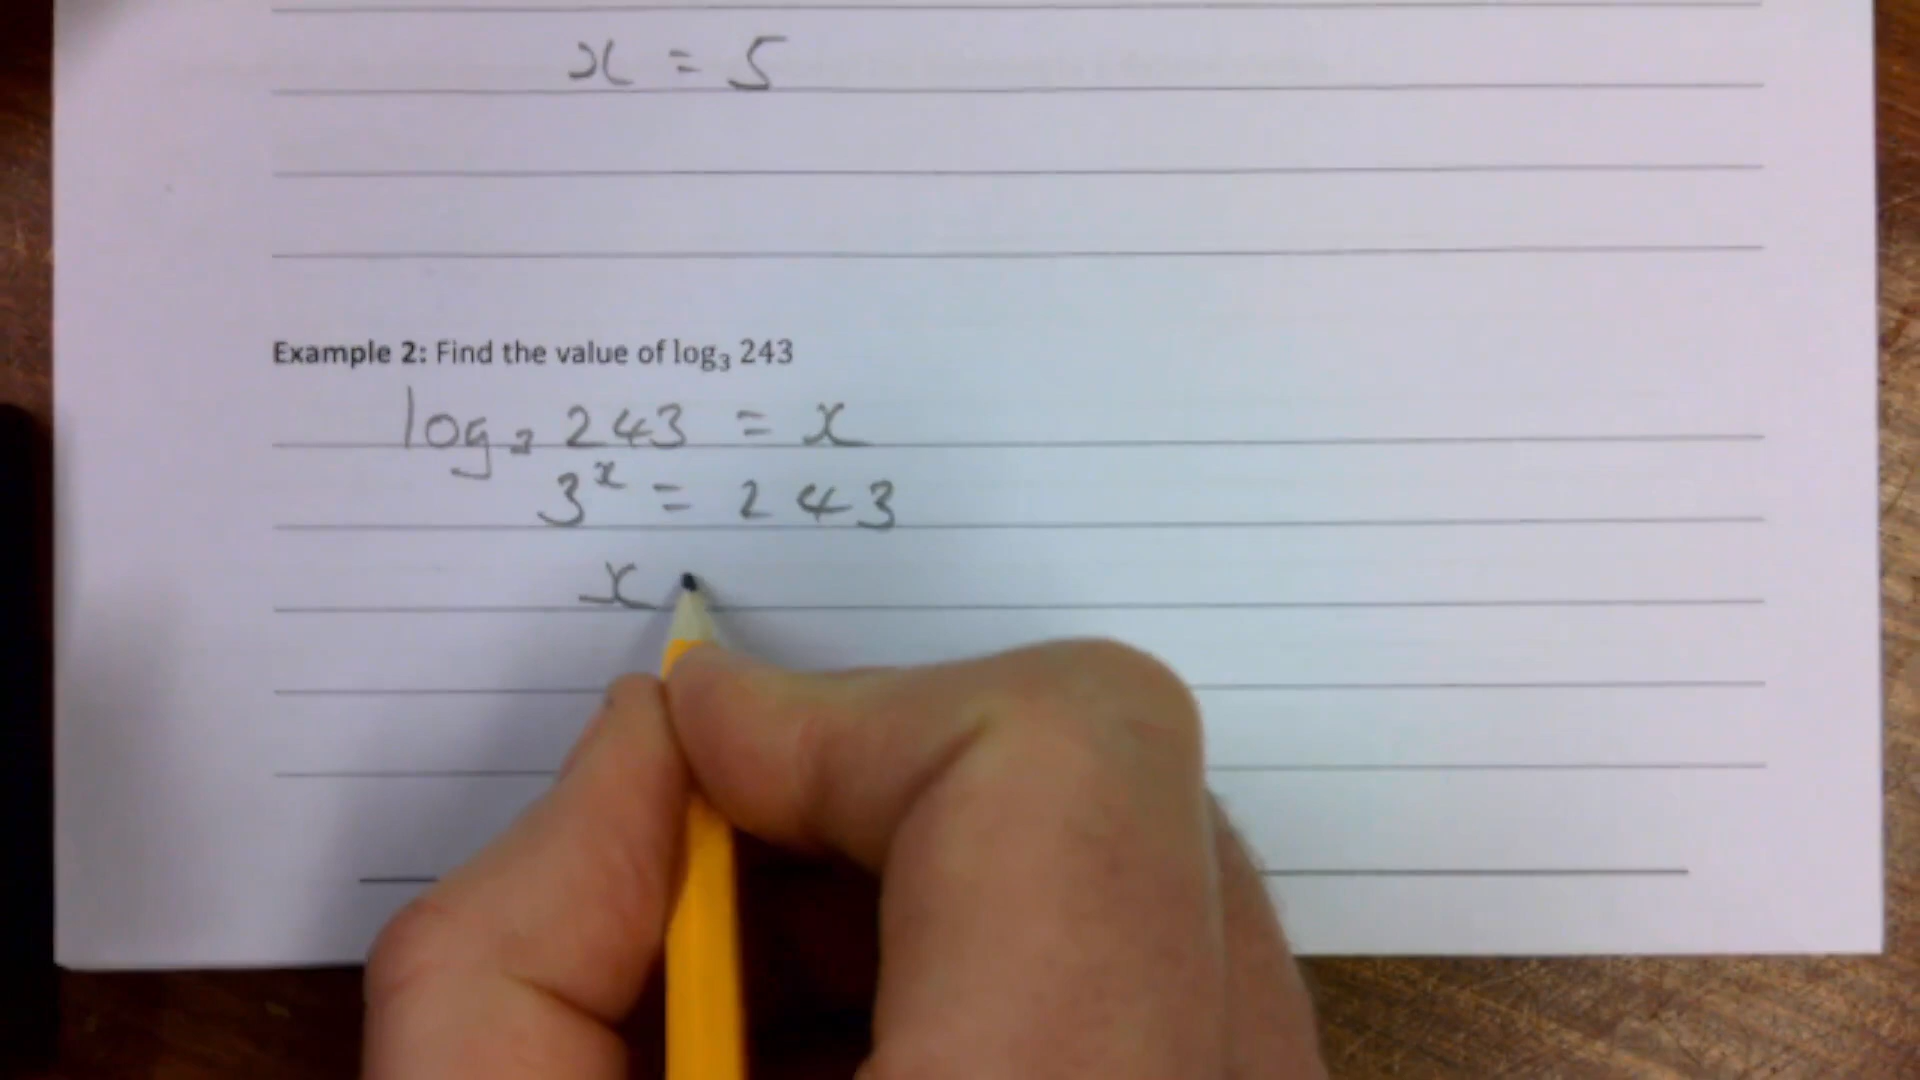 x = 5
Example 2: Find the value of log₃ 243
log₃ 243 = x
3ˣ = 243
x